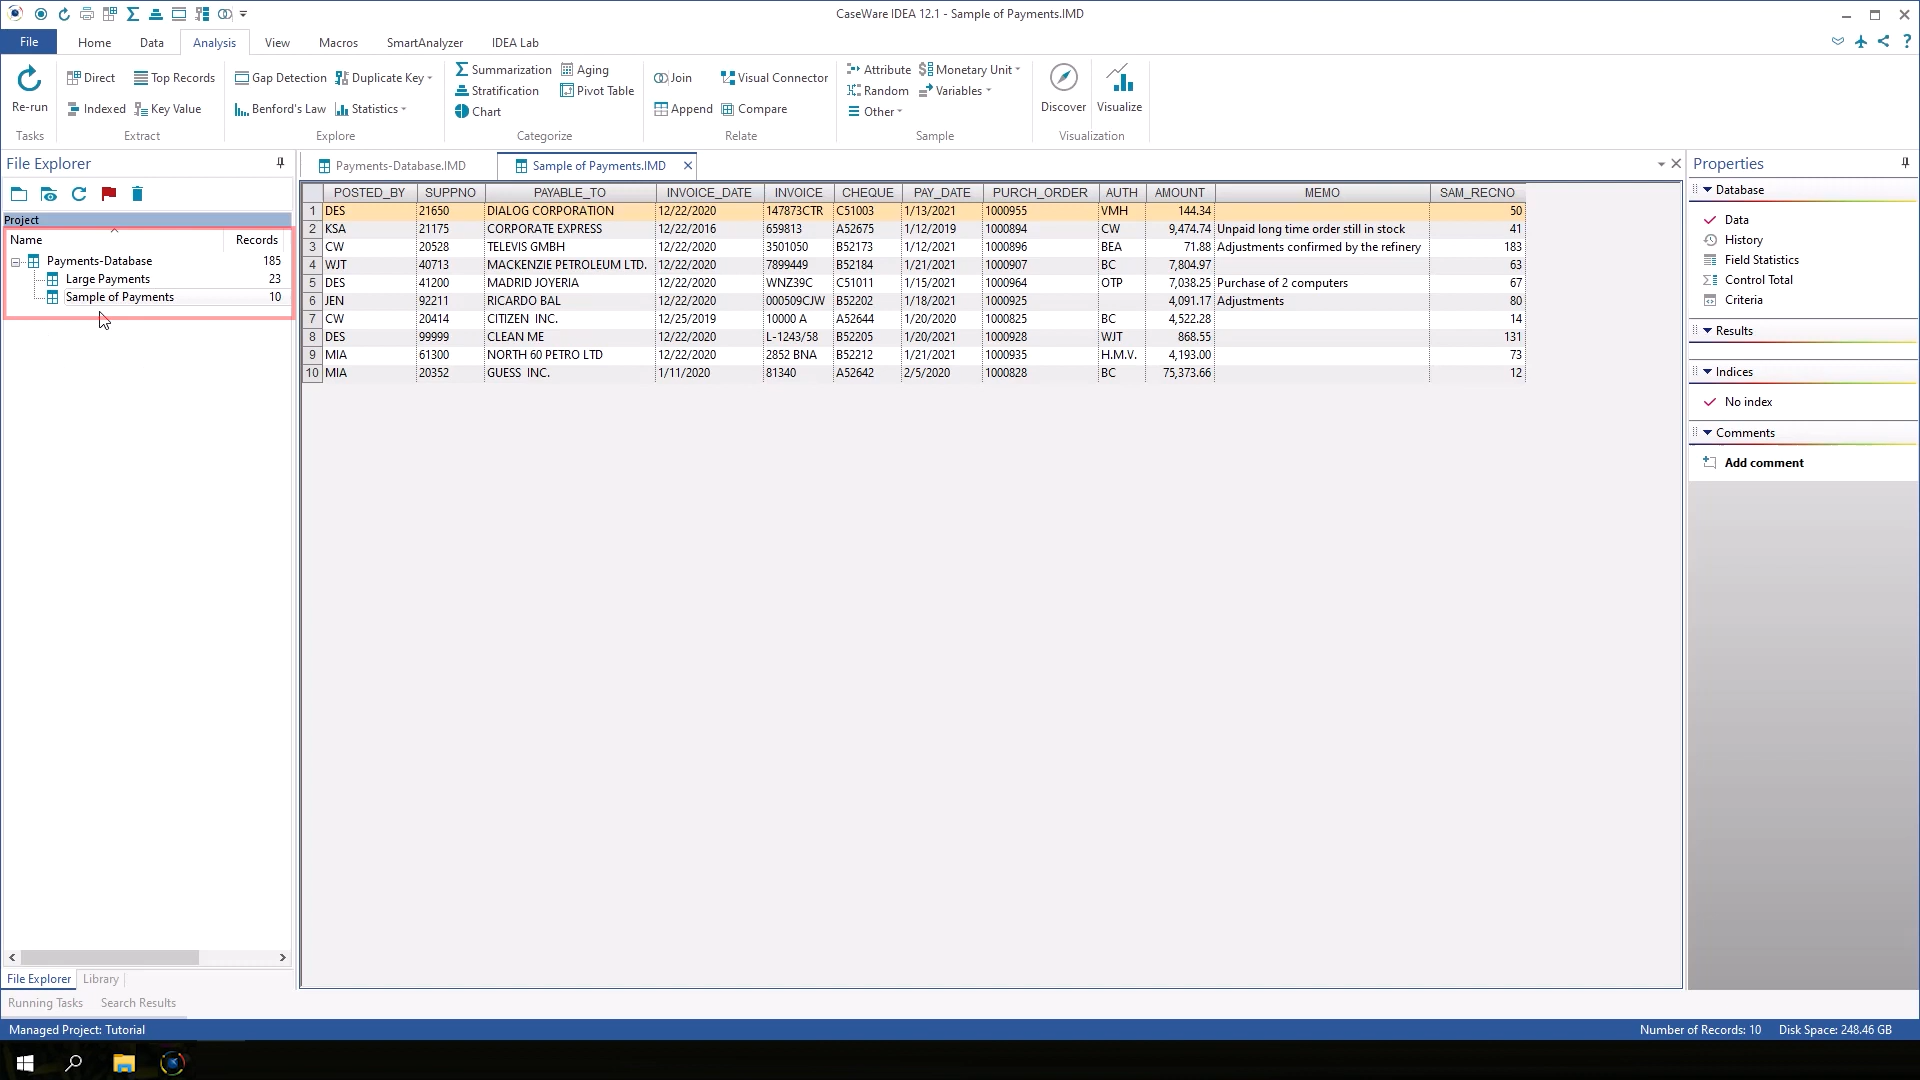 CaseWare IDEA 12.1 - Sample of Payments.IMD
File Home Data Analysis View Macros SmartAnalyzer IDEA Lab
Re-run
Tasks
Direct Top Records
Indexed Key Value
Extract
Gap Detection Duplicate Key
Benford's Law Statistics
Explore
Summarization Aging
Stratification Pivot Table
Chart
Categorize
Join Visual Connector
Append Compare
Relate
Attribute Monetary Unit
Random Variables
Other
Sample
Discover Visualize
Visualization
File Explorer
Project
Name Records
Payments-Database 185
Large Payments 23
Sample of Payments 10
File Explorer Library
Running Tasks Search Results
Payments-Database.IMD Sample of Payments.IMD
POSTED_BY SUPPNO PAYABLE_TO INVOICE_DATE INVOICE CHEQUE PAY_DATE PURCH_ORDER AUTH AMOUNT MEMO SAM_RECNO
1 DES 21650 DIALOG CORPORATION 12/22/2020 147873CTR C51003 1/13/2021 1000955 VMH 144.34 50
2 KSA 21175 CORPORATE EXPRESS 12/22/2016 659813 A52675 1/12/2019 1000894 CW 9,474.74 Unpaid long time order still in stock 41
3 CW 20528 TELEVIS GMBH 12/22/2020 3501050 B52173 1/12/2021 1000896 BEA 71.88 Adjustments confirmed by the refinery 183
4 WJT 40713 MACKENZIE PETROLEUM LTD. 12/22/2020 7899449 B52184 1/21/2021 1000907 BC 7,804.97 63
5 DES 41200 MADRID JOYERIA 12/22/2020 WNZ39C C51011 1/15/2021 1000964 OTP 7,038.25 Purchase of 2 computers 67
6 JEN 92211 RICARDO BAL 12/22/2020 000509CJW B52202 1/18/2021 1000925 4,091.17 Adjustments 80
7 CW 20414 CITIZEN INC. 12/25/2019 10000 A A52644 1/20/2020 1000825 BC 4,522.28 14
8 DES 99999 CLEAN ME 12/22/2020 L-1243/58 B52205 1/20/2021 1000928 WJT 868.55 131
9 MIA 61300 NORTH 60 PETRO LTD 12/22/2020 2852 BNA B52212 1/21/2021 1000935 H.M.V. 4,193.00 73
10 MIA 20352 GUESS INC. 1/11/2020 81340 A52642 2/5/2020 1000828 BC 75,373.66 12
Properties
Database
Data
History
Field Statistics
Control Total
Criteria
Results
Indices
No index
Comments
Add comment
Managed Project: Tutorial
Number of Records: 10 Disk Space: 248.46 GB